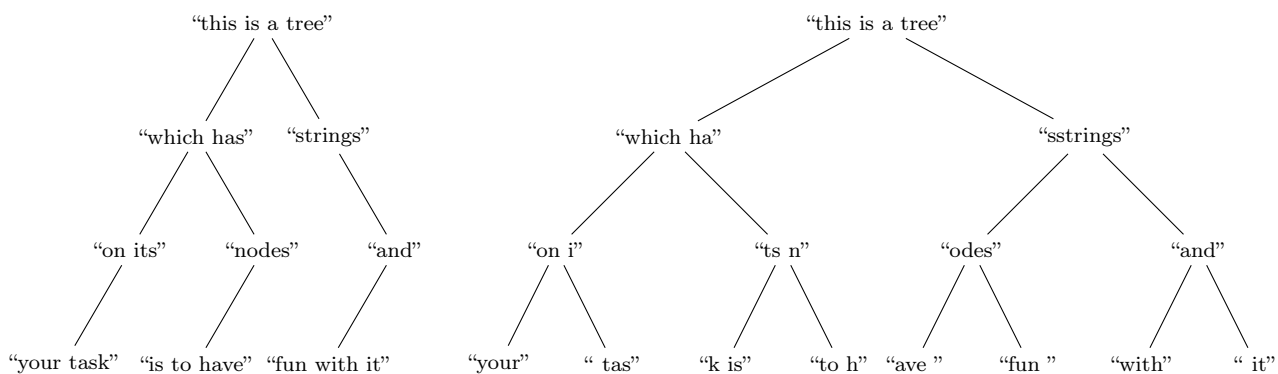 “this is a tree” “this is a tree”
“which has” “strings” “which ha” “sstrings”
“on its” “nodes” “and” “on i” “ts n” “odes” “and”
“your task” “is to have” “fun with it” “your” “ tas” “k is” “to h” “ave ” “fun ” “with” “ it”